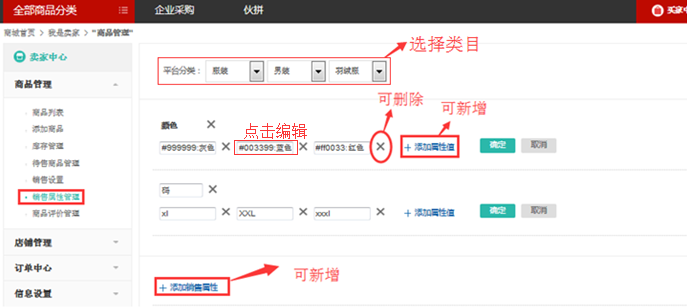 全部商品分类 企业采购 伙拼 买家中
商城首页 > 我是卖家 > "商品管理"
卖家中心
商品管理
商品列表
添加商品
库存管理
待售商品管理
销售设置
销售属性管理
商品评价管理
店铺管理
订单中心
信息设置
选择类目
平台分类： 服装 男装 羽绒服
可删除
可新增
颜色
点击编辑
#999999:灰色 #003399:蓝色 #ff0033:红色 +添加属性值 确定 取消
码
xl XXL xxxl +添加属性值 确定 取消
+添加销售属性
可新增